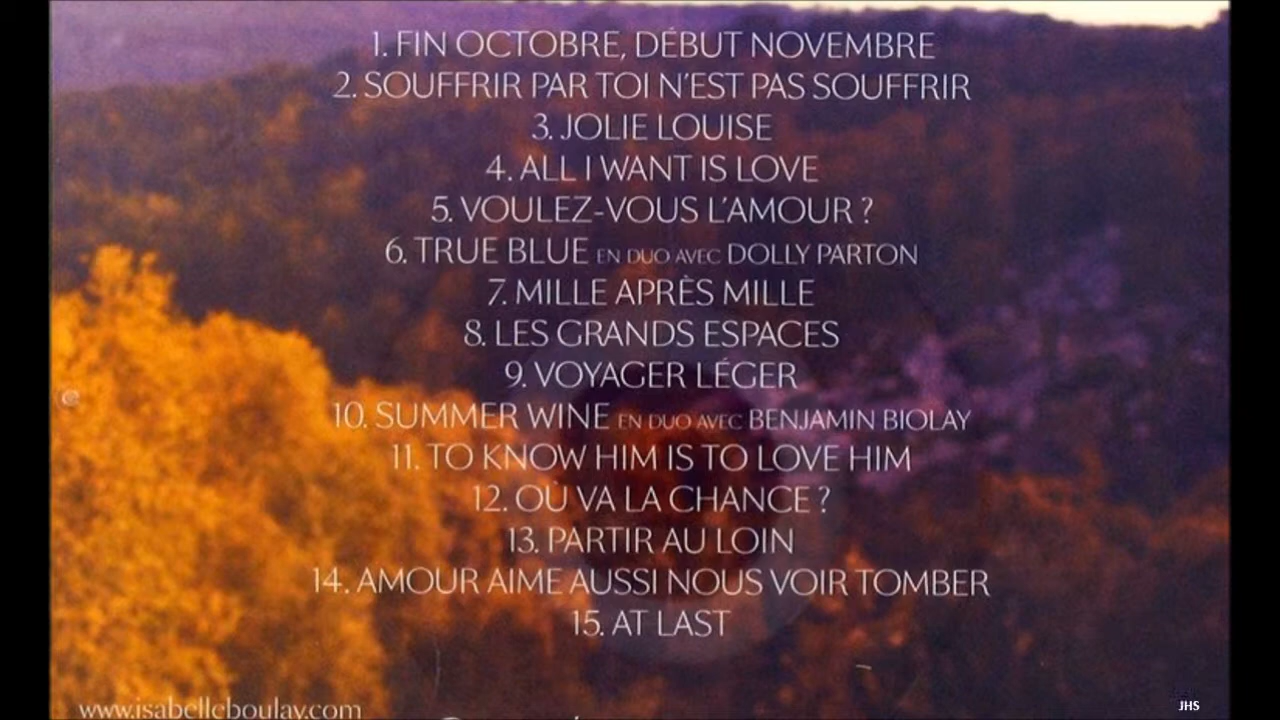 1. FIN OCTOBRE, DÉBUT NOVEMBRE
2. SOUFFRIR PAR TOI N'EST PAS SOUFFRIR
3. JOLIE LOUISE
4. ALL I WANT IS LOVE
5. VOULEZ-VOUS L'AMOUR ?
6. TRUE BLUE EN DUO AVEC DOLLY PARTON
7. MILLE APRÈS MILLE
8. LES GRANDS ESPACES
9. VOYAGER LÉGER
10. SUMMER WINE EN DUO AVEC BENJAMIN BIOLAY
11. TO KNOW HIM IS TO LOVE HIM
12. OÙ VA LA CHANCE ?
13. PARTIR AU LOIN
14. AMOUR AIME AUSSI NOUS VOIR TOMBER
15. AT LAST
www.isabelleboulay.com
JHS